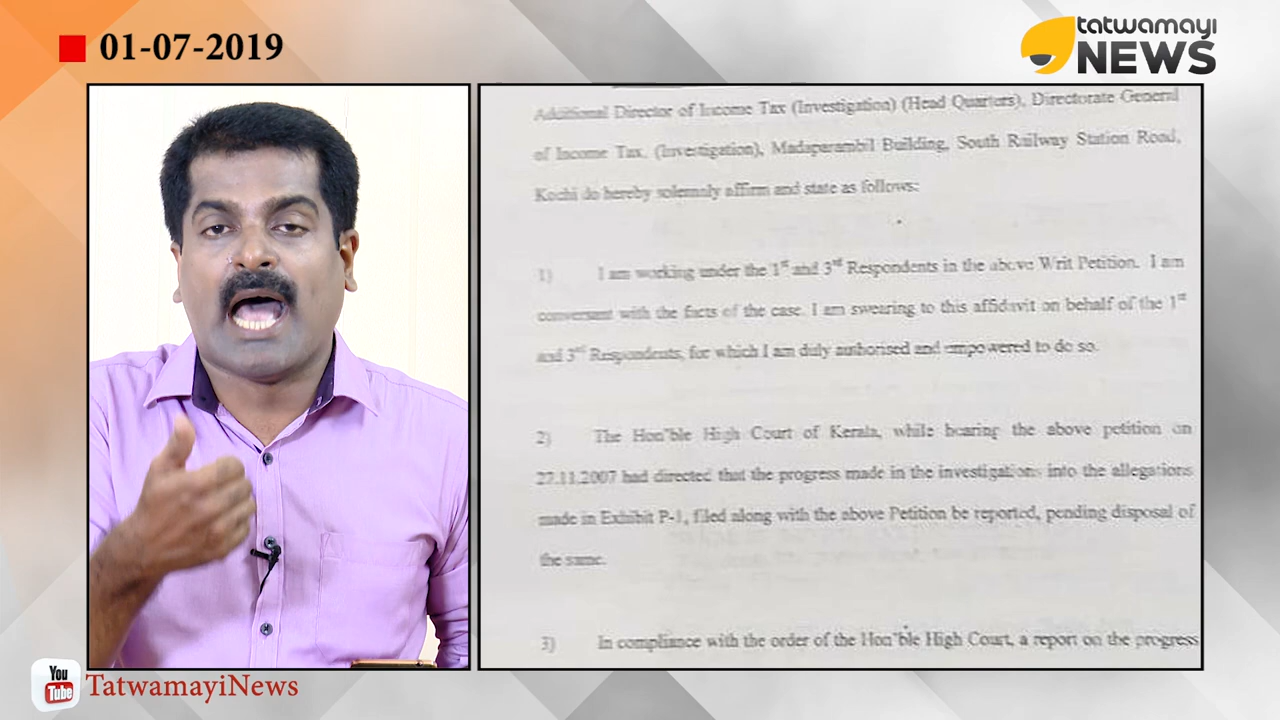 01-07-2019
tatwamayi
NEWS
Additional Director of Income Tax (Investigation) (Head Quarters), Directorate General
of Income Tax, (Investigation), Madaparambil Building, South Railway Station Road,
Kochi do hereby solemnly affirm and state as follows:
1) I am working under the 1st and 3rd Respondents in the above Writ Petition. I am
conversant with the facts of the case. I am swearing to this affidavit on behalf of the 1st
and 3rd Respondents, for which I am duly authorised and empowered to do so.
2) The Hon'ble High Court of Kerala, while hearing the above petition on
27.11.2007 had directed that the progress made in the investigations into the allegations
made in Exhibit P-1, filed along with the above Petition be reported, pending disposal of
the same.
3) In compliance with the order of the Hon'ble High Court, a report on the progress
You
Tube
TatwamayiNews